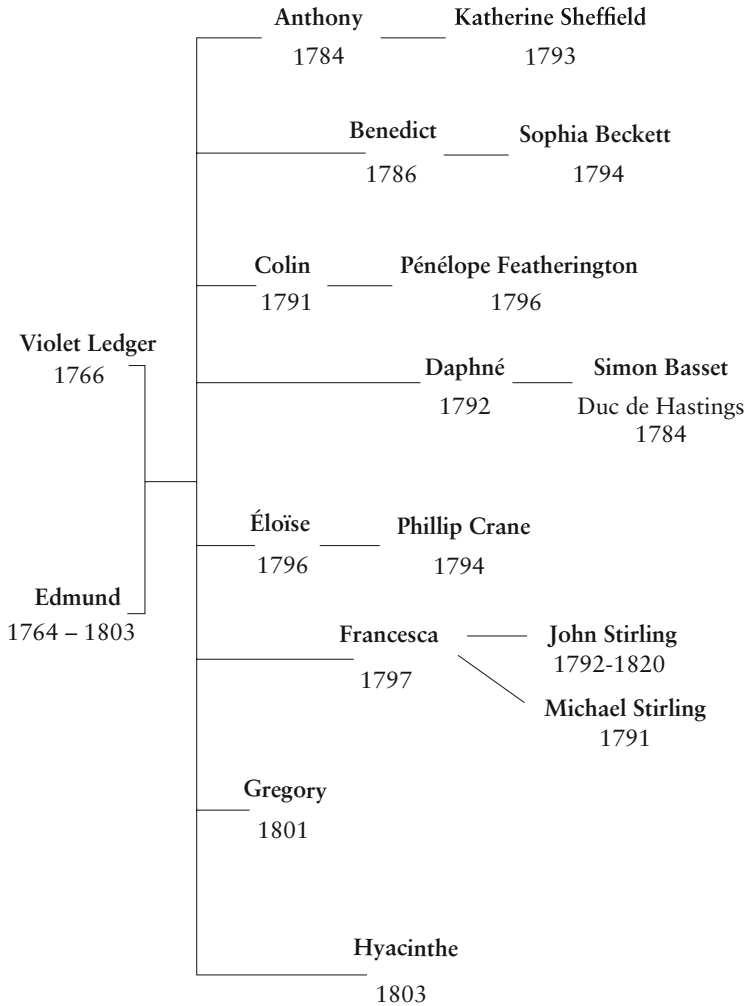 Anthony Katherine Sheffield
1784 1793
Benedict Sophia Beckett
1786 1794
Colin Pénélope Featherington
1791 1796
Violet Ledger
1766
Daphné Simon Basset
1792 Duc de Hastings
1784
Éloïse Phillip Crane
1796 1794
Edmund
1764 – 1803
Francesca John Stirling
1792-1820
1797
Michael Stirling
1791
Gregory
1801
Hyacinthe
1803